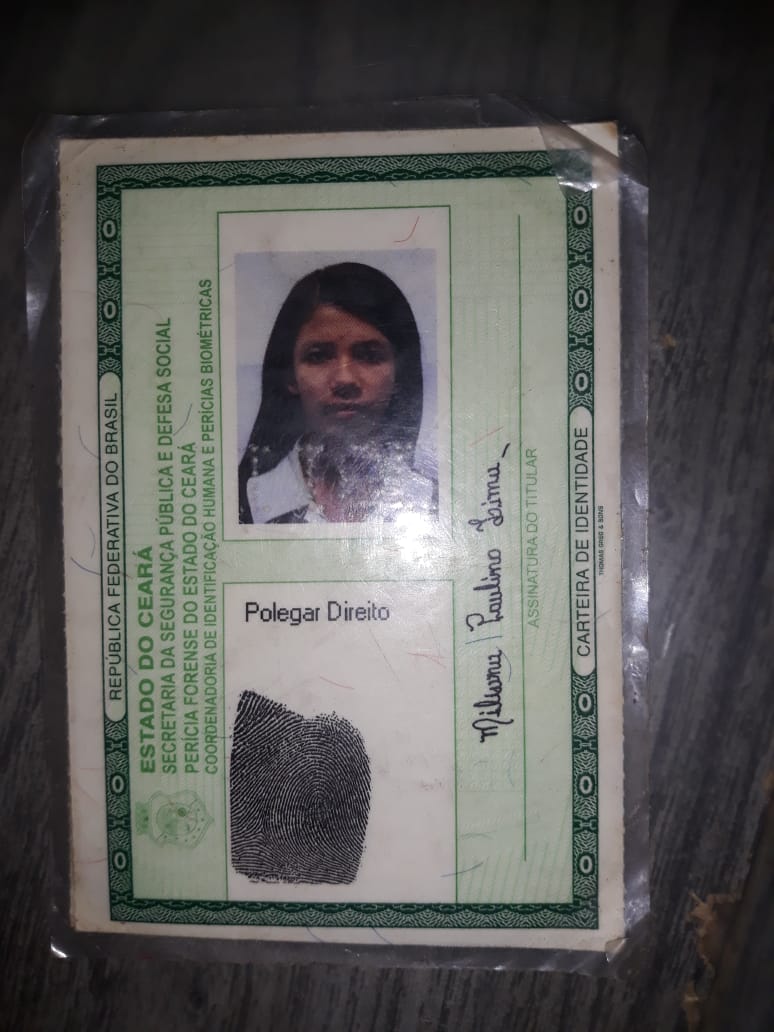 REPÚBLICA FEDERATIVA DO BRASIL
ESTADO DO CEARÁ
SECRETARIA DA SEGURANÇA PÚBLICA E DEFESA SOCIAL
PERÍCIA FORENSE DO ESTADO DO CEARÁ
COORDENADORIA DE IDENTIFICAÇÃO HUMANA E PERÍCIAS BIOMÉTRICAS
Polegar Direito
Paulino Lima
ASSINATURA DO TITULAR
CARTEIRA DE IDENTIDADE
THOMAS GREG & SONS